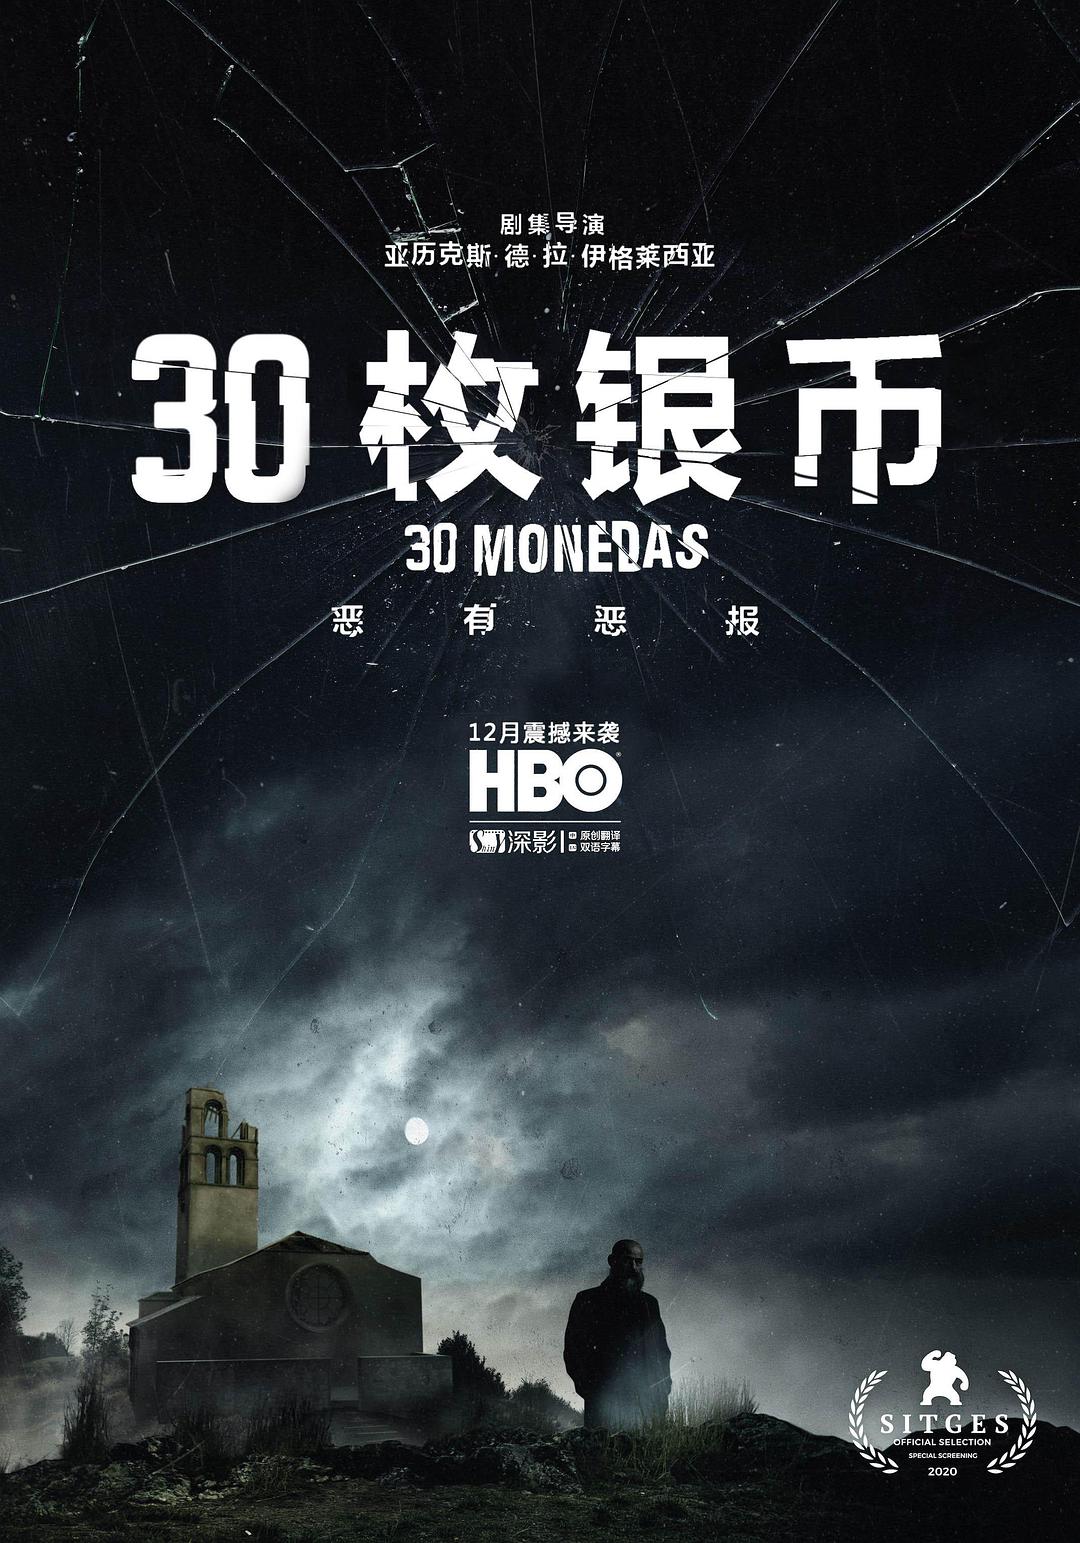 剧集导演
亚历克斯·德·拉·伊格莱西亚
30枚银币
30 MONEDAS
恶有恶报
12月震撼来袭
HBO®
深影
原创翻译
双语字幕
SITGES
OFFICIAL SELECTION
SPECIAL SCREENING
2020